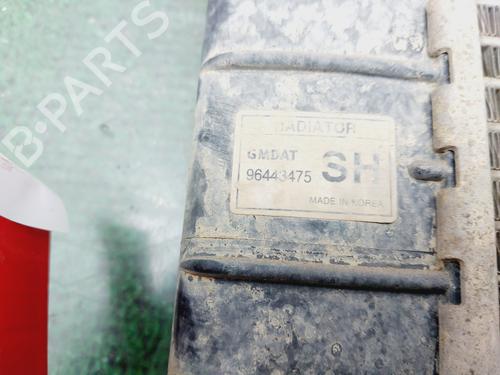 B-PARTS
RADIATOR
GMDAT
SH
96443475
MADE IN KOREA